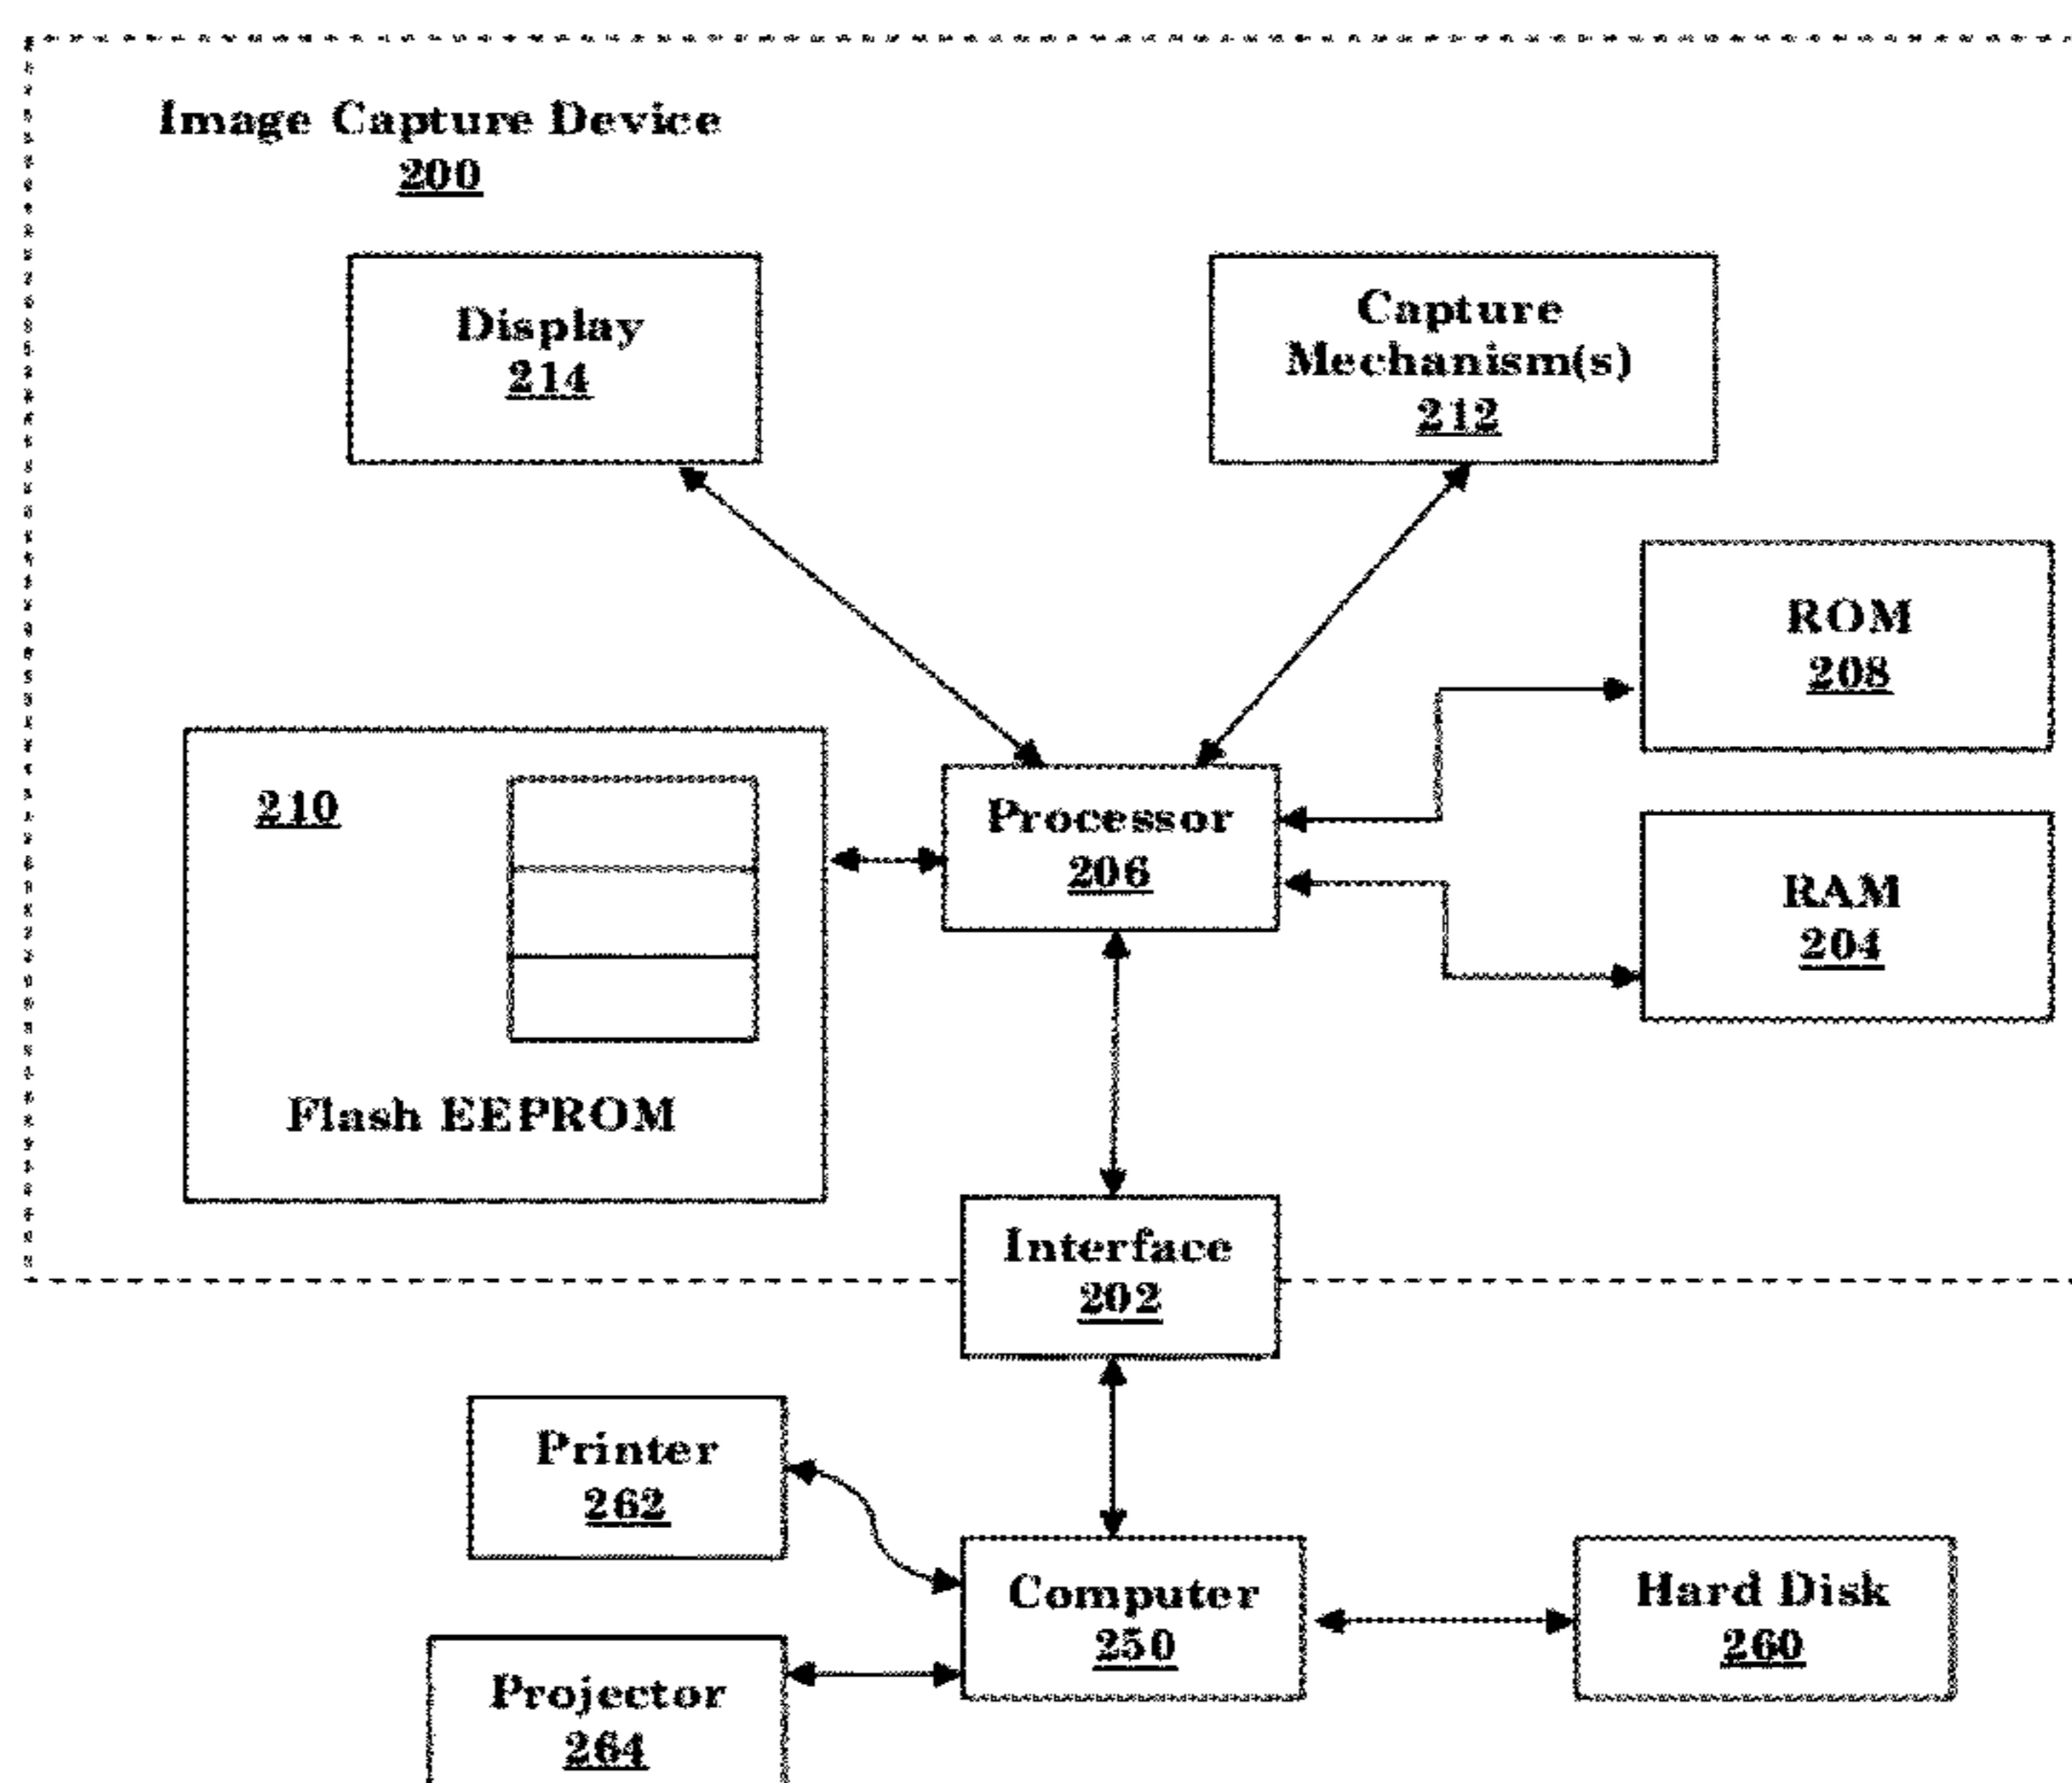 Image Capture Device
200
Display
214
Capture
Mechanism(s)
212
ROM
208
210
Flash EEPROM
Processor
206
RAM
204
Interface
202
Printer
262
Computer
250
Hard Disk
260
Projector
264